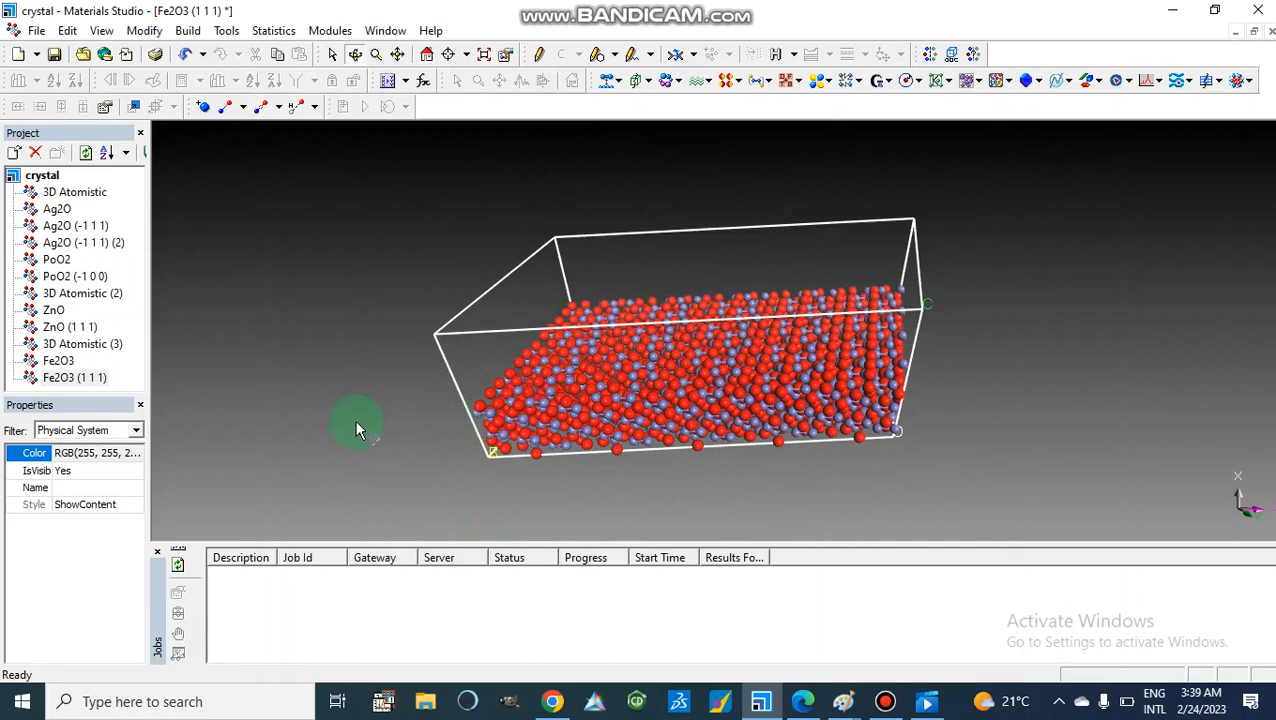 crystal - Materials Studio - [Fe2O3 (1 1 1) *]
www.BANDICAM.com
File Edit View Modify Build Tools Statistics Modules Window Help
Project
crystal
3D Atomistic
Ag2O
Ag2O (-1 1 1)
Ag2O (-1 1 1) (2)
PoO2
PoO2 (-1 0 0)
3D Atomistic (2)
ZnO
ZnO (1 1 1)
3D Atomistic (3)
Fe2O3
Fe2O3 (1 1 1)
Properties
Filter: Physical System
Color RGB(255, 255, 2...
IsVisib Yes
Name
Style ShowContent
C
O
X
Jobs
Description Job Id Gateway Server Status Progress Start Time Results Fo...
Activate Windows
Go to Settings to activate Windows.
Ready
Type here to search
21°C
ENG
INTL
3:39 AM
2/24/2023